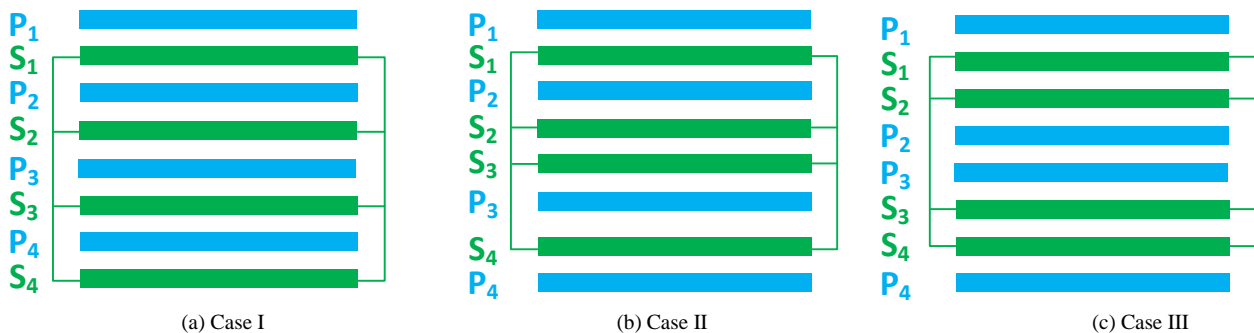 P₁
S₁
P₂
S₂
P₃
S₃
P₄
S₄
(a) Case I
P₁
S₁
P₂
S₂
S₃
P₃
S₄
P₄
(b) Case II
P₁
S₁
S₂
P₂
P₃
S₃
S₄
P₄
(c) Case III